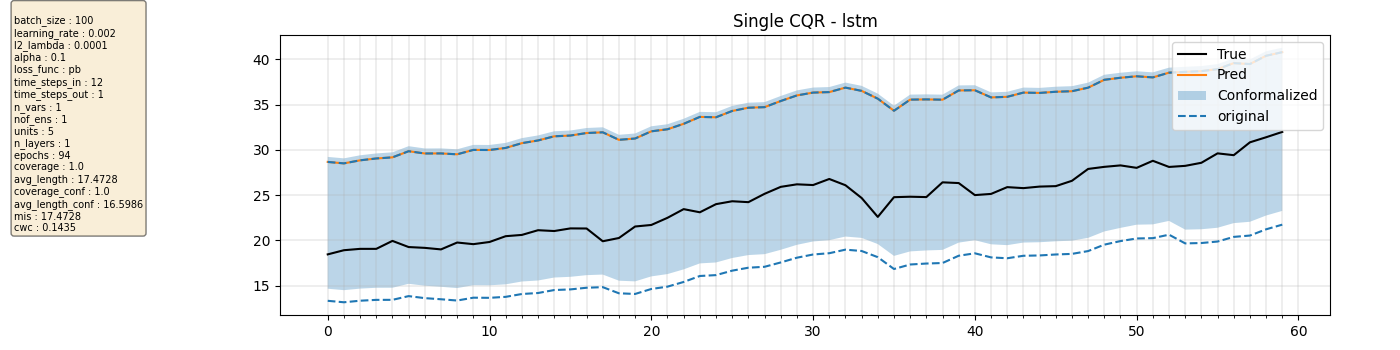 batch_size : 100
learning_rate : 0.002
l2_lambda : 0.0001
alpha : 0.1
loss_func : pb
time_steps_in : 12
time_steps_out : 1
n_vars : 1
nof_ens : 1
units : 5
n_layers : 1
epochs : 94
coverage : 1.0
avg_length : 17.4728
coverage_conf : 1.0
avg_length_conf : 16.5986
mis : 17.4728
cwc : 0.1435
Single CQR - lstm
40
35
30
25
20
15
0 10 20 30 40 50 60
True
Pred
Conformalized
original